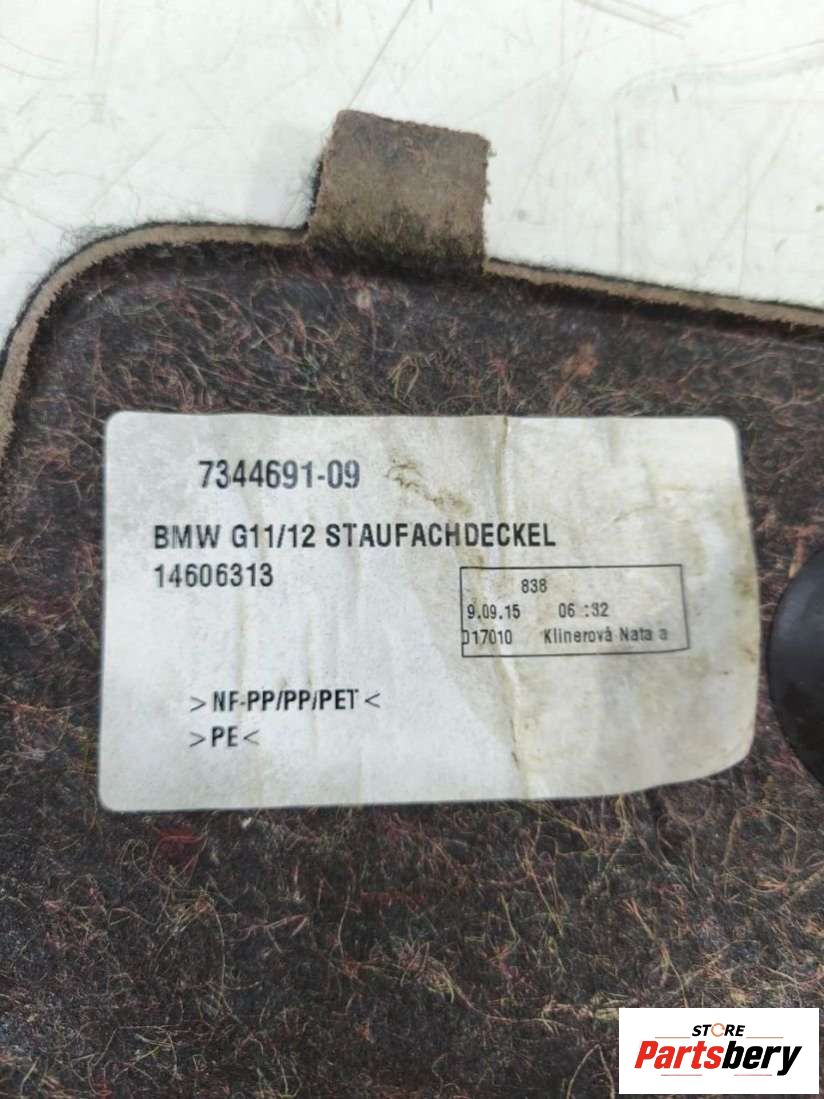 7344691-09
BMW G11/12 STAUFACHDECKEL
14606313
838
9.09.15 06 :32
017010 Klinerová Nata a
>NF-PP/PP/PET<
>PE<
STORE
Partsbery